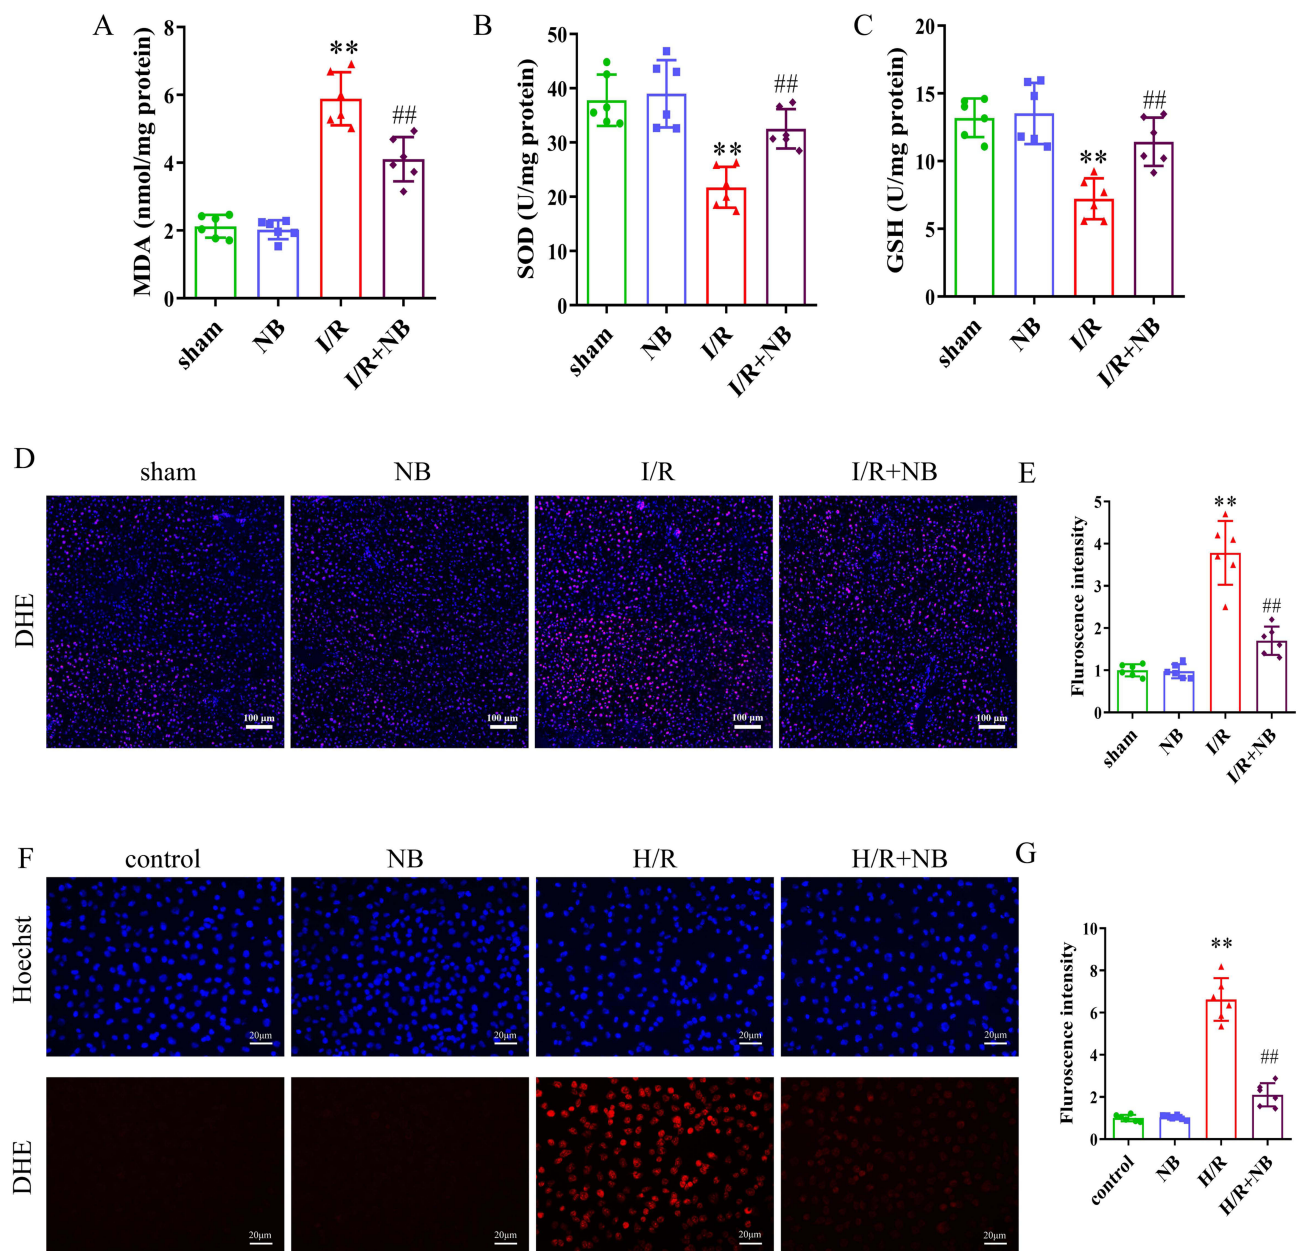 A
MDA (nmol/mg protein)
8
6
4
2
0
**
##
sham
NB
I/R
I/R+NB
B
SOD (U/mg protein)
50
40
30
20
10
0
**
##
sham
NB
I/R
I/R+NB
C
GSH (U/mg protein)
20
15
10
5
0
**
##
sham
NB
I/R
I/R+NB
D
sham
NB
I/R
I/R+NB
DHE
100 μm
100 μm
100 μm
100 μm
E
Fluroscence intensity
5
4
3
2
1
0
**
##
sham
NB
I/R
I/R+NB
F
control
NB
H/R
H/R+NB
Hoechst
20μm
20μm
20μm
20μm
DHE
20μm
20μm
20μm
20μm
G
Fluroscence intensity
10
8
6
4
2
0
**
##
control
NB
H/R
H/R+NB